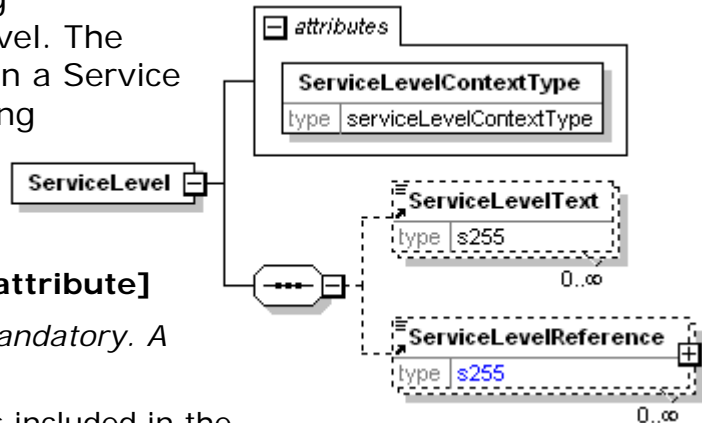 g
vel. The
n a Service
ng
attributes
ServiceLevelContextType
type serviceLevelContextType
ServiceLevel
ServiceLevelText
type s255
0..∞
attribute]
andatory. A
ServiceLevelReference
type s255
0..∞
included in the